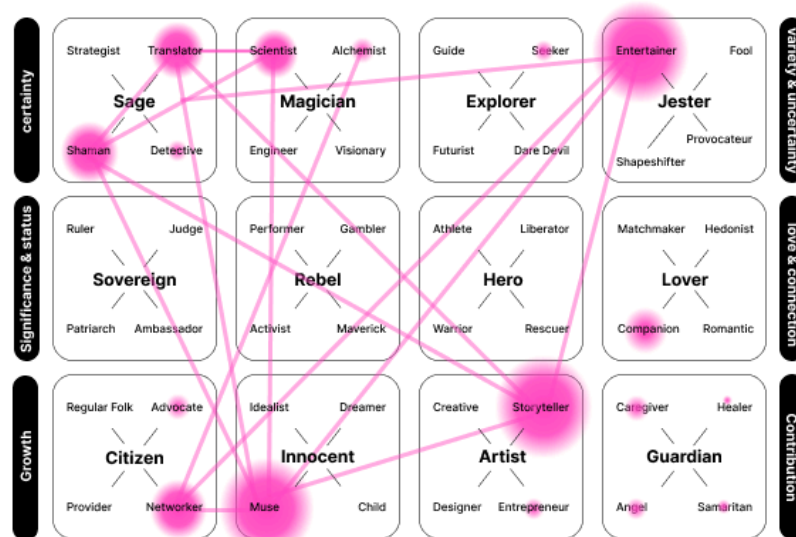 certainty
Strategist
Translator
Sage
Shaman
Detective
Scientist
Alchemist
Magician
Engineer
Visionary
Guide
Seeker
Explorer
Futurist
Dare Devil
Entertainer
Fool
Jester
Provocateur
Shapeshifter
Variety & uncertainty
Significance & status
Ruler
Judge
Sovereign
Patriarch
Ambassador
Performer
Gambler
Rebel
Activist
Maverick
Athlete
Liberator
Hero
Warrior
Rescuer
Matchmaker
Hedonist
Lover
Companion
Romantic
love & connection
Growth
Regular Folk
Advocate
Citizen
Provider
Networker
Idealist
Dreamer
Innocent
Muse
Child
Creative
Storyteller
Artist
Designer
Entrepreneur
Caregiver
Healer
Guardian
Angel
Samaritan
Contribution